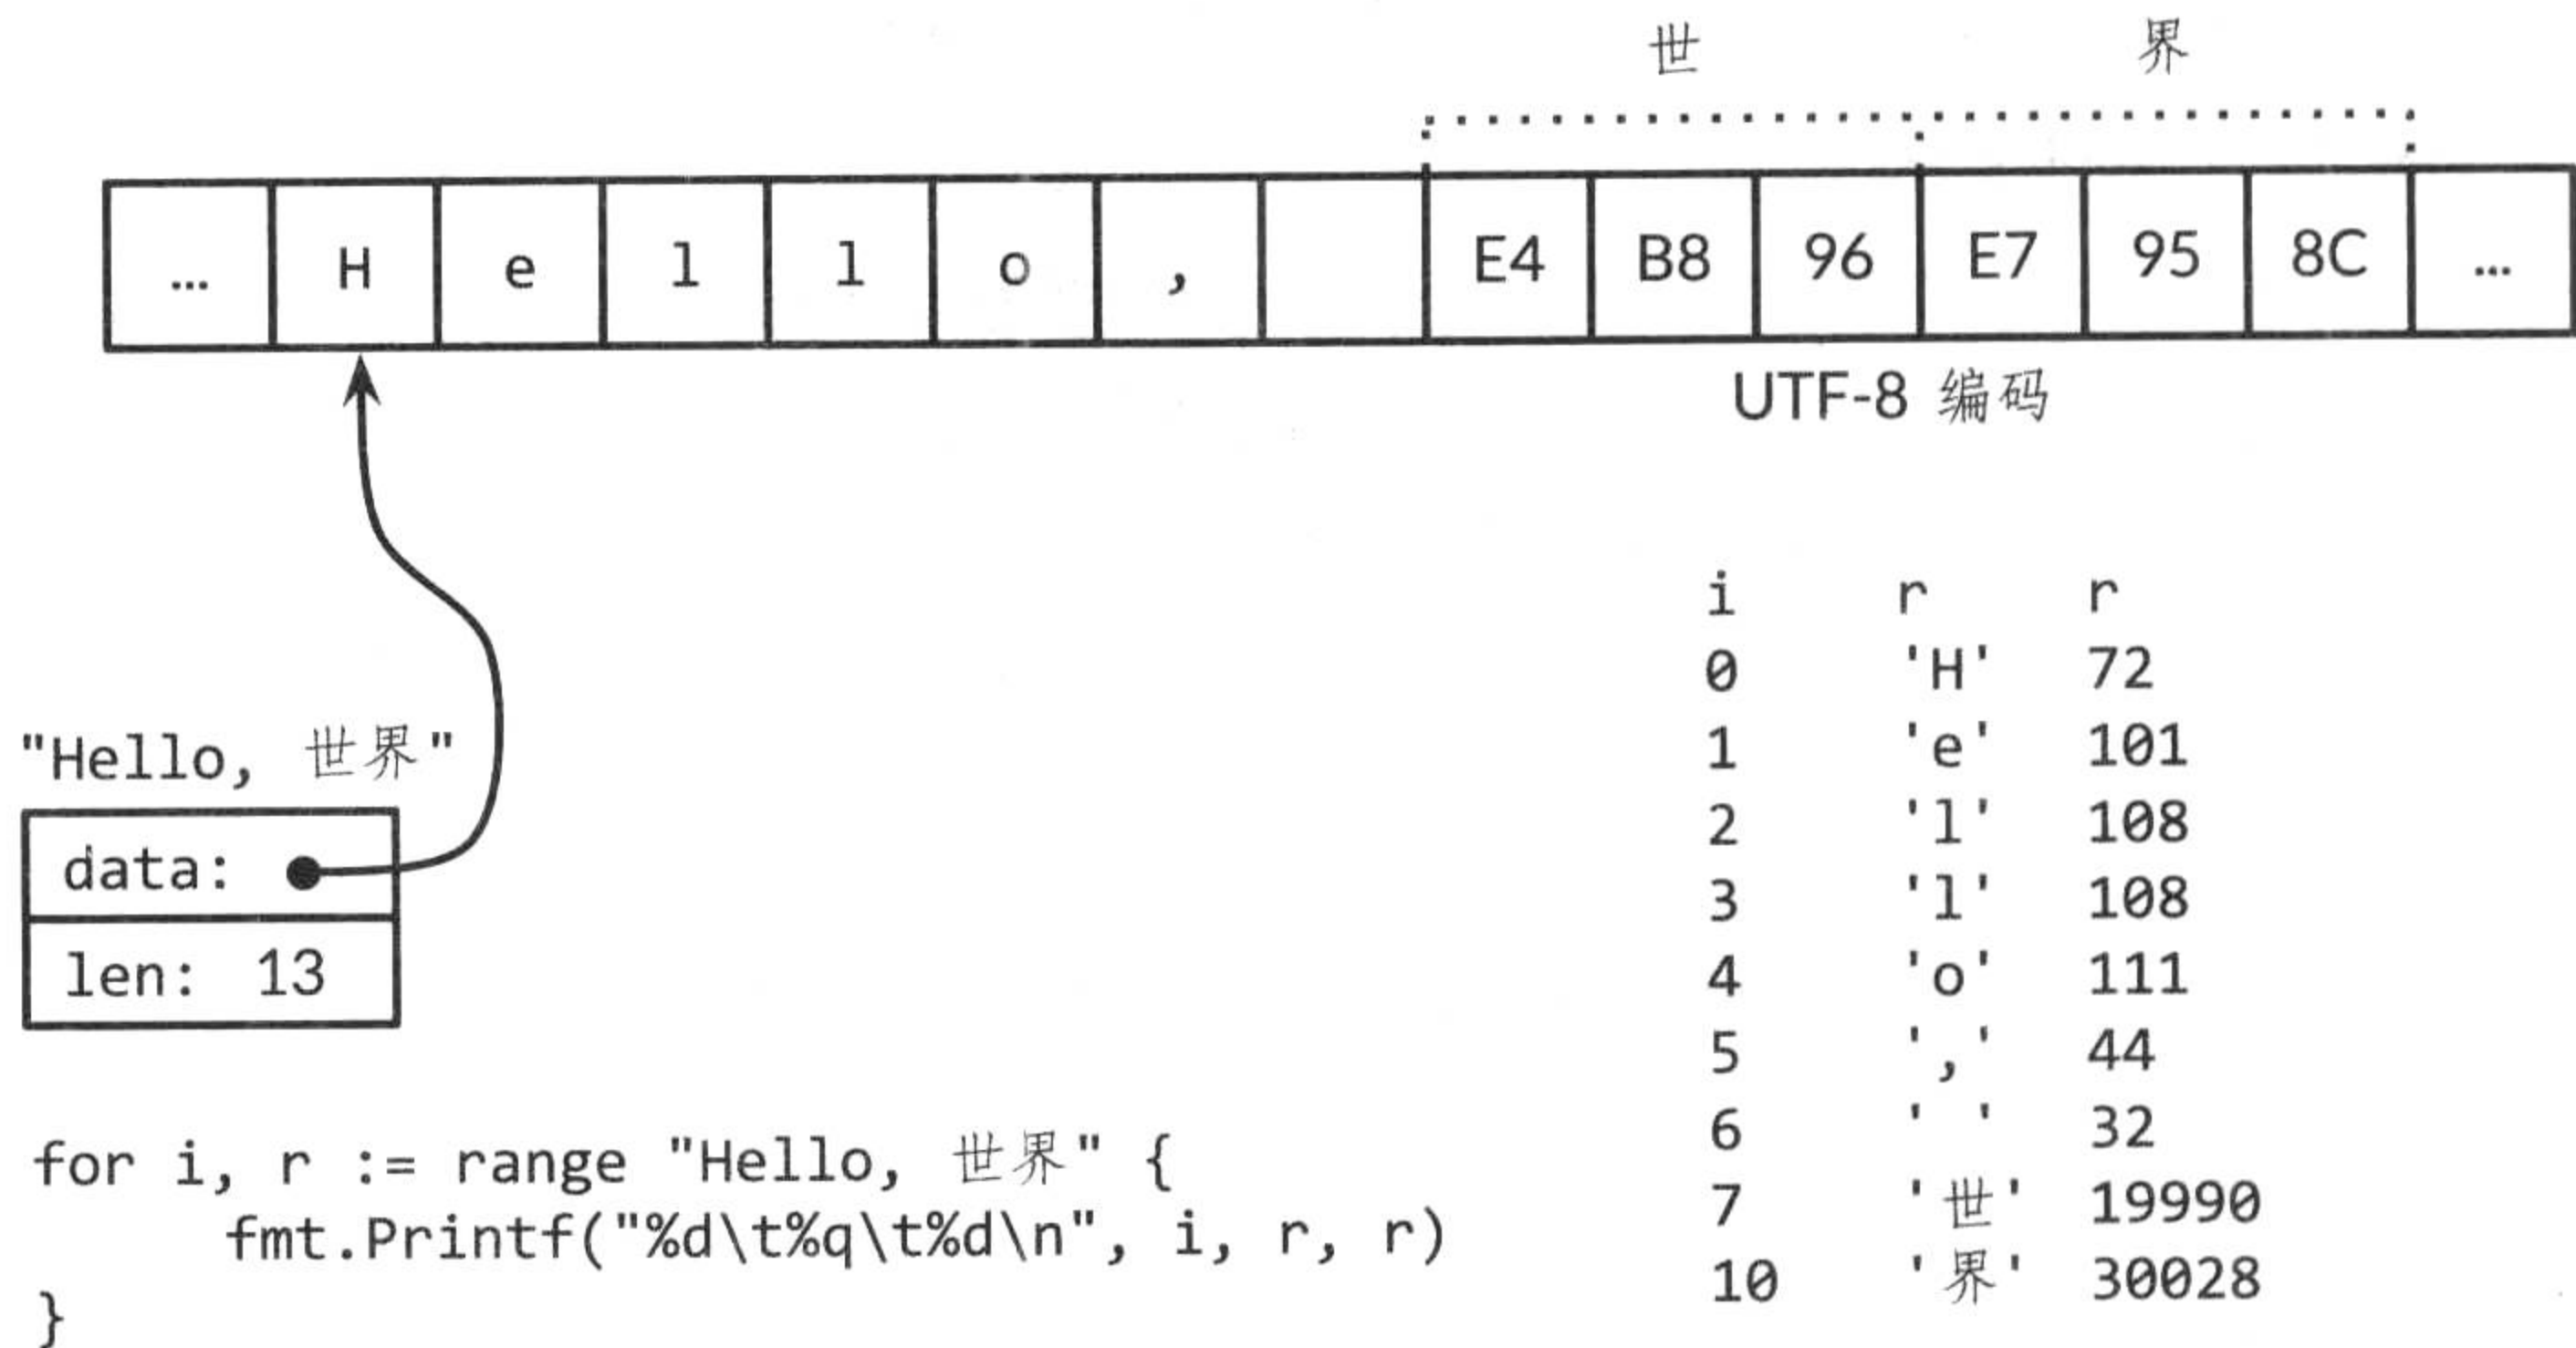 世 界
… H e l l o , E4 B8 96 E7 95 8C …
UTF-8 编码
"Hello, 世界"
data:
len: 13
for i, r := range "Hello, 世界" {
fmt.Printf("%d\t%q\t%d\n", i, r, r)
}
i r r
0 'H' 72
1 'e' 101
2 'l' 108
3 'l' 108
4 'o' 111
5 ',' 44
6 ' ' 32
7 '世' 19990
10 '界' 30028